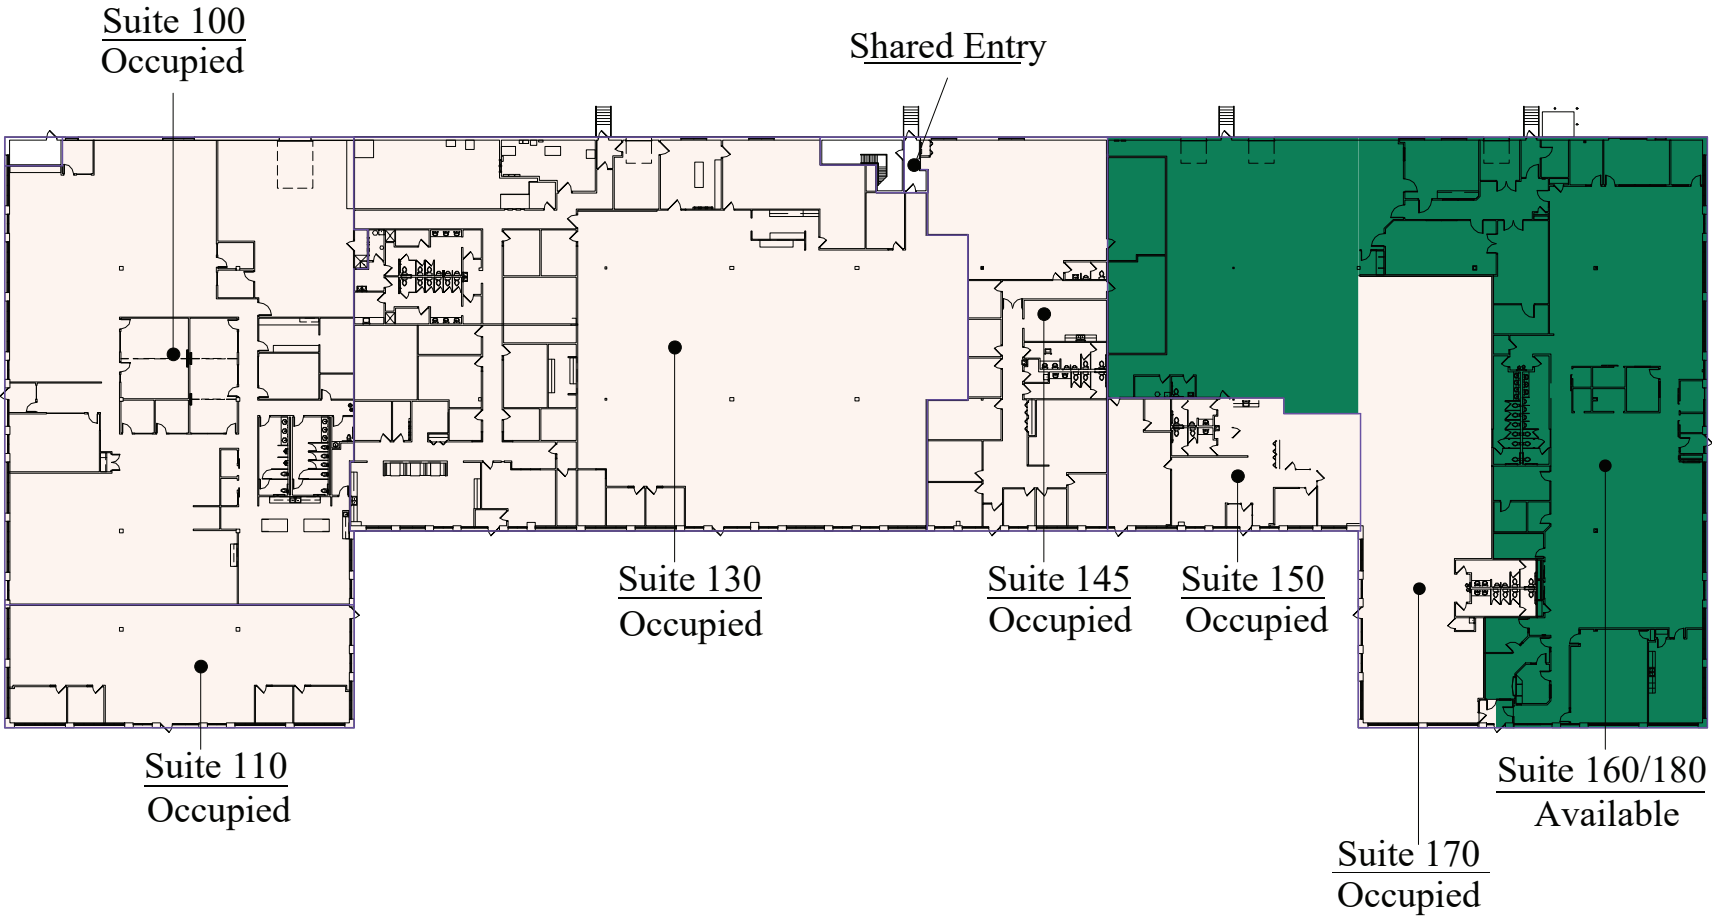 Suite 100
Occupied
Shared Entry
Suite 130
Occupied
Suite 145
Occupied
Suite 150
Occupied
Suite 110
Occupied
Suite 160/180
Available
Suite 170
Occupied